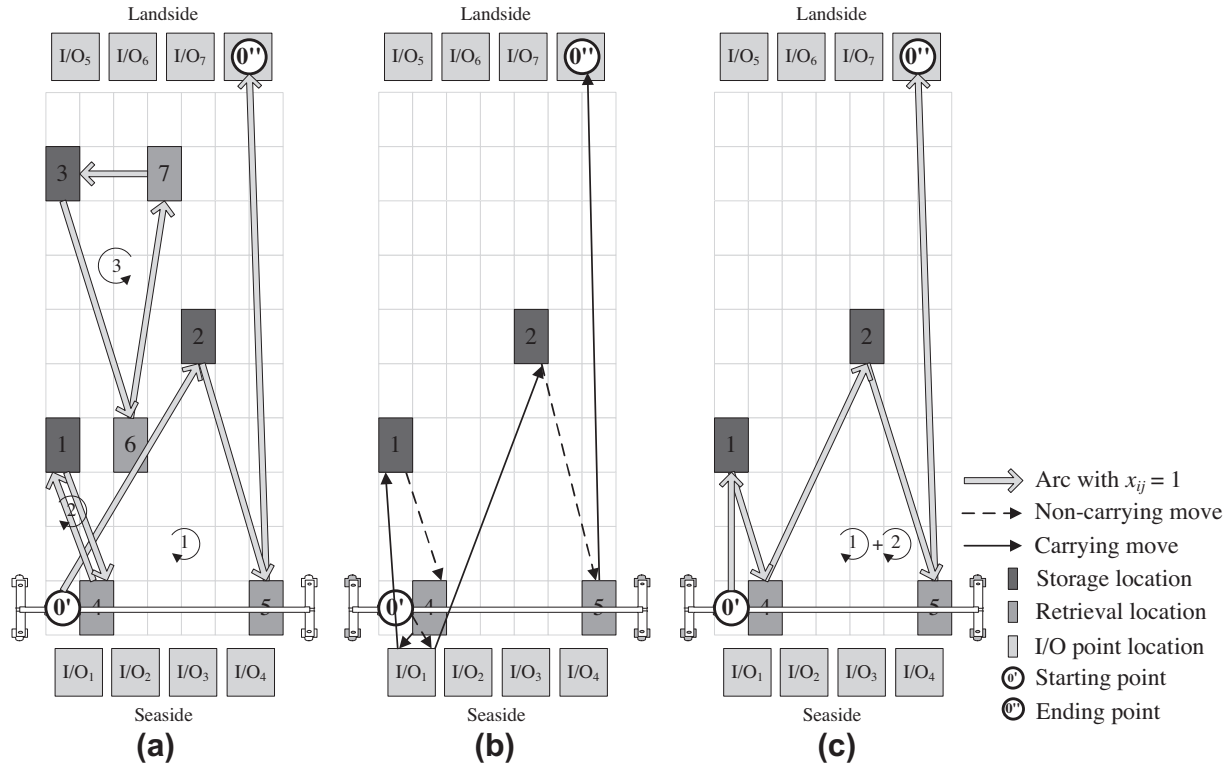 Landside
I/O5 I/O6 I/O7 0''
3 7
3
2
1 6
2
1
0' 4 5
I/O1 I/O2 I/O3 I/O4
Seaside
(a)
Landside
I/O5 I/O6 I/O7 0''
2
1
0' 4 5
I/O1 I/O2 I/O3 I/O4
Seaside
(b)
Landside
I/O5 I/O6 I/O7 0''
2
1
1 + 2
0' 4 5
I/O1 I/O2 I/O3 I/O4
Seaside
(c)
Arc with xij = 1
Non-carrying move
Carrying move
Storage location
Retrieval location
I/O point location
0' Starting point
0'' Ending point